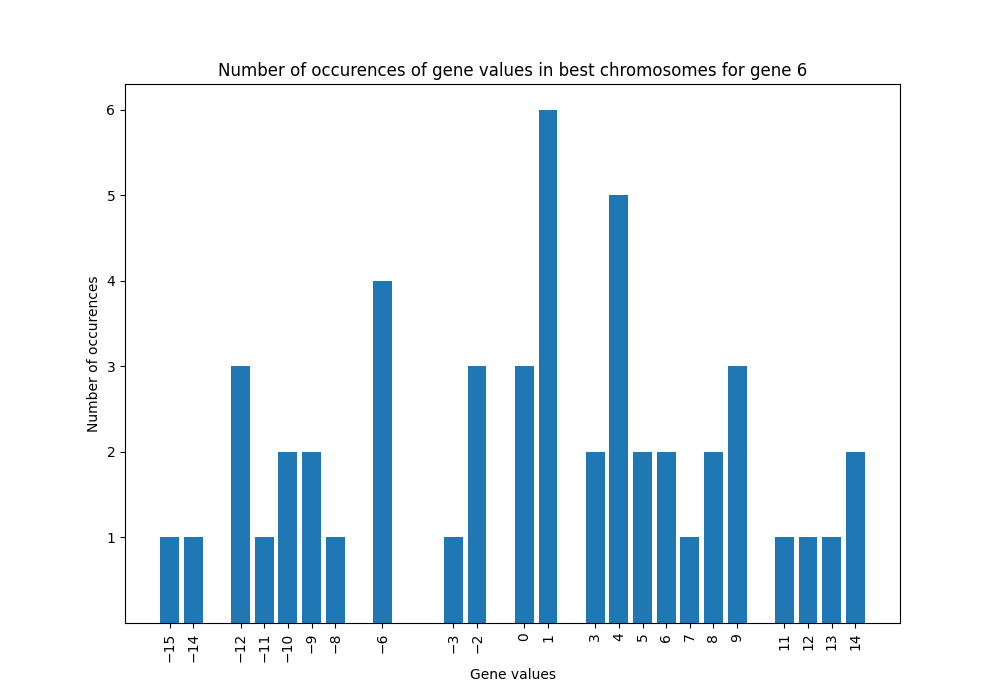 Number of occurences of gene values in best chromosomes for gene 6
Number of occurences
6
5
4
3
2
1
−15 −14 −12 −11 −10 −9 −8 −6 −3 −2 0 1 3 4 5 6 7 8 9 11 12 13 14
Gene values